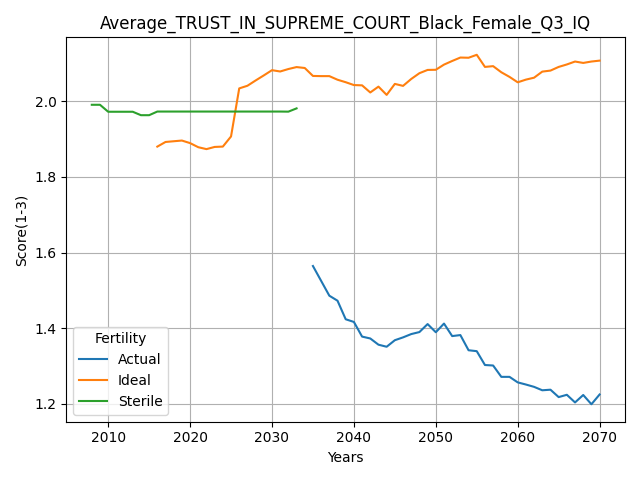 Average_TRUST_IN_SUPREME_COURT_Black_Female_Q3_IQ
Score(1-3)
2.0
1.8
1.6
1.4
1.2
Fertility
Actual
Ideal
Sterile
2010 2020 2030 2040 2050 2060 2070
Years